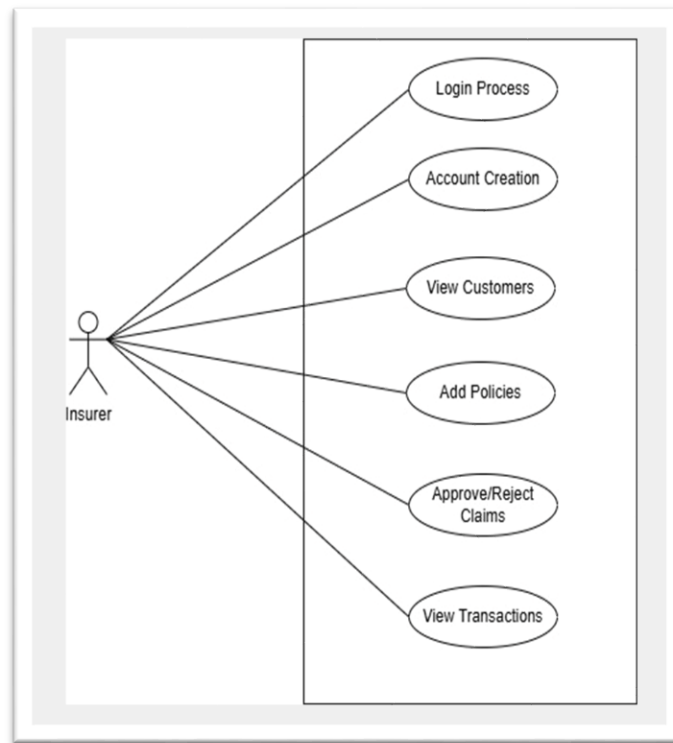 Login Process
Account Creation
View Customers
Insurer
Add Policies
Approve/Reject
Claims
View Transactions